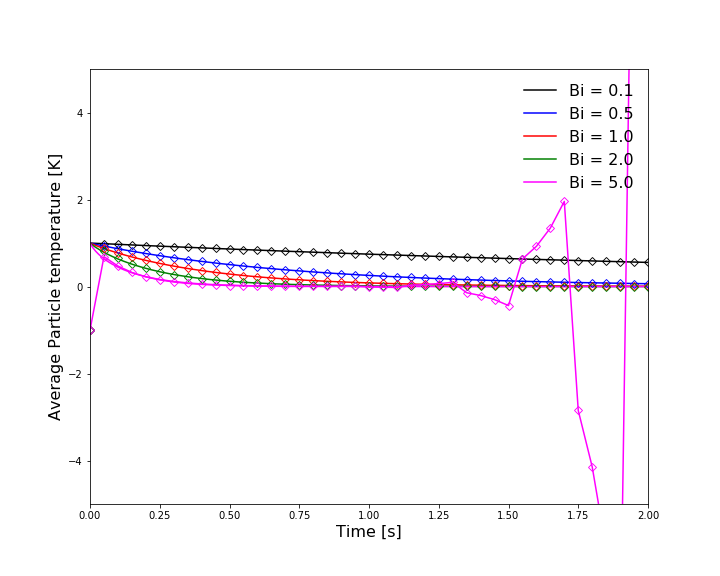 Bi = 0.1
Bi = 0.5
Bi = 1.0
Bi = 2.0
Bi = 5.0
Average Particle temperature [K]
4
2
0
−2
−4
0.00 0.25 0.50 0.75 1.00 1.25 1.50 1.75 2.00
Time [s]